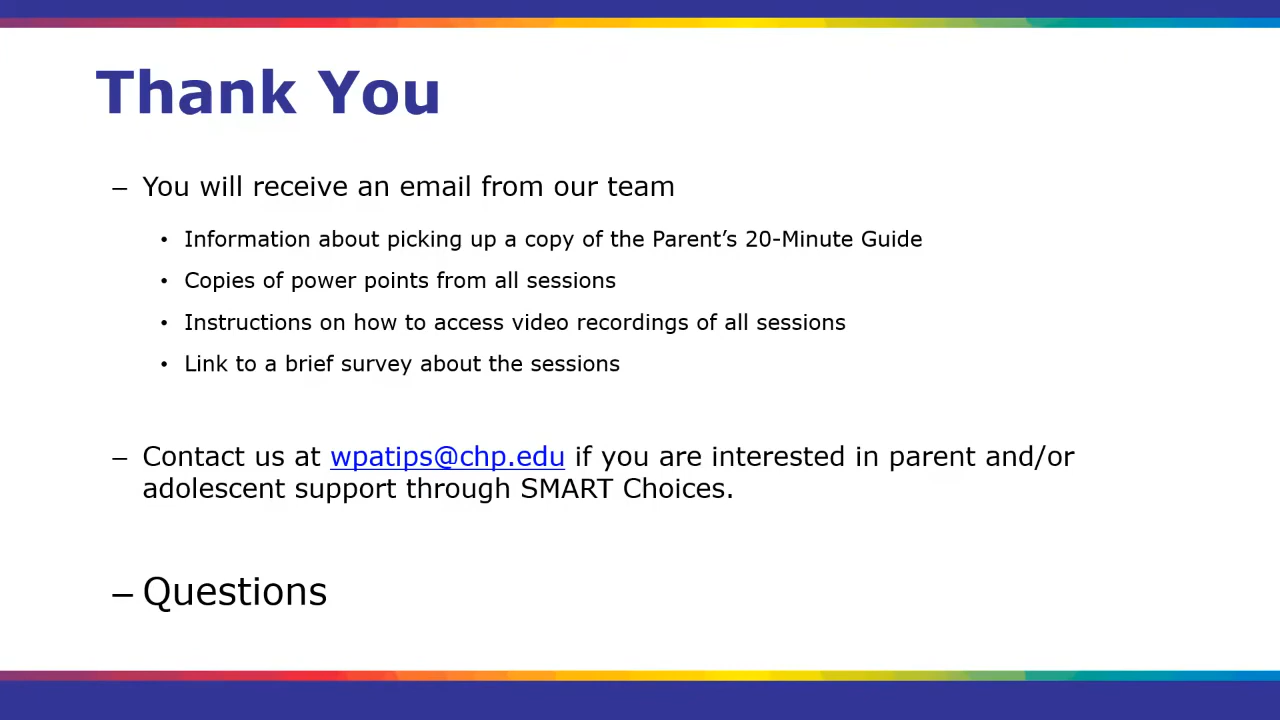 Thank You
– You will receive an email from our team
• Information about picking up a copy of the Parent’s 20-Minute Guide
• Copies of power points from all sessions
• Instructions on how to access video recordings of all sessions
• Link to a brief survey about the sessions
– Contact us at wpatips@chp.edu if you are interested in parent and/or
adolescent support through SMART Choices.
– Questions